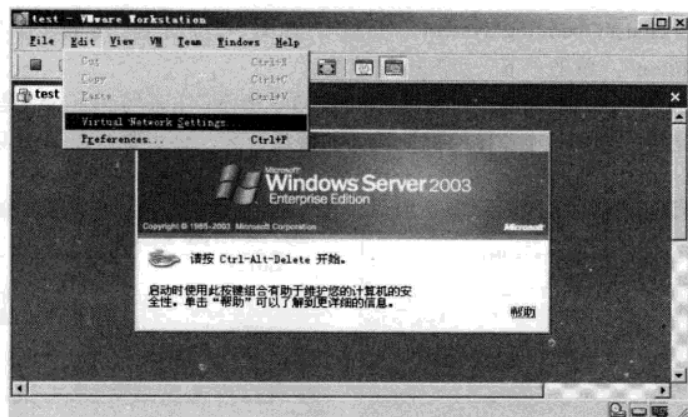 test - VMware Workstation
File Edit View VM Team Windows Help
Cut Ctrl+X
Copy Ctrl+C
Paste Ctrl+V
Virtual Network Settings...
Preferences... Ctrl+P
test
Microsoft
Windows Server 2003
Enterprise Edition
Copyright © 1985-2003 Microsoft Corporation
Microsoft
请按 Ctrl-Alt-Delete 开始。
启动时使用此按键组合有助于维护您的计算机的安
全性。单击“帮助”可以了解到更详细的信息。
帮助